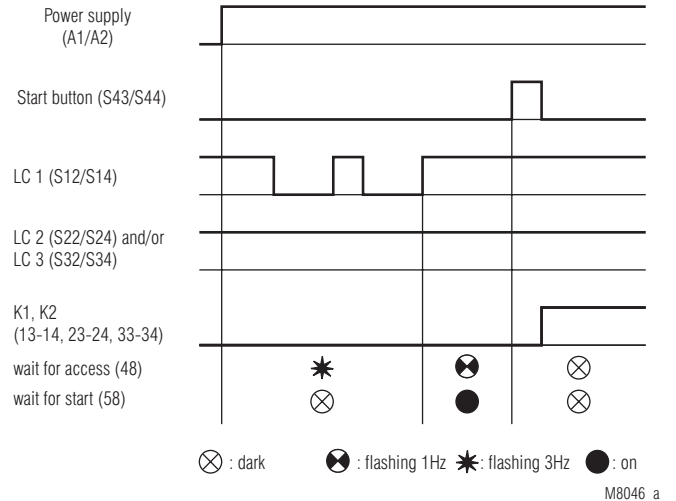 Power supply
(A1/A2)
Start button (S43/S44)
LC 1 (S12/S14)
LC 2 (S22/S24) and/or
LC 3 (S32/S34)
K1, K2
(13-14, 23-24, 33-34)
wait for access (48)
wait for start (58)
: dark : flashing 1Hz : flashing 3Hz : on
M8046_a